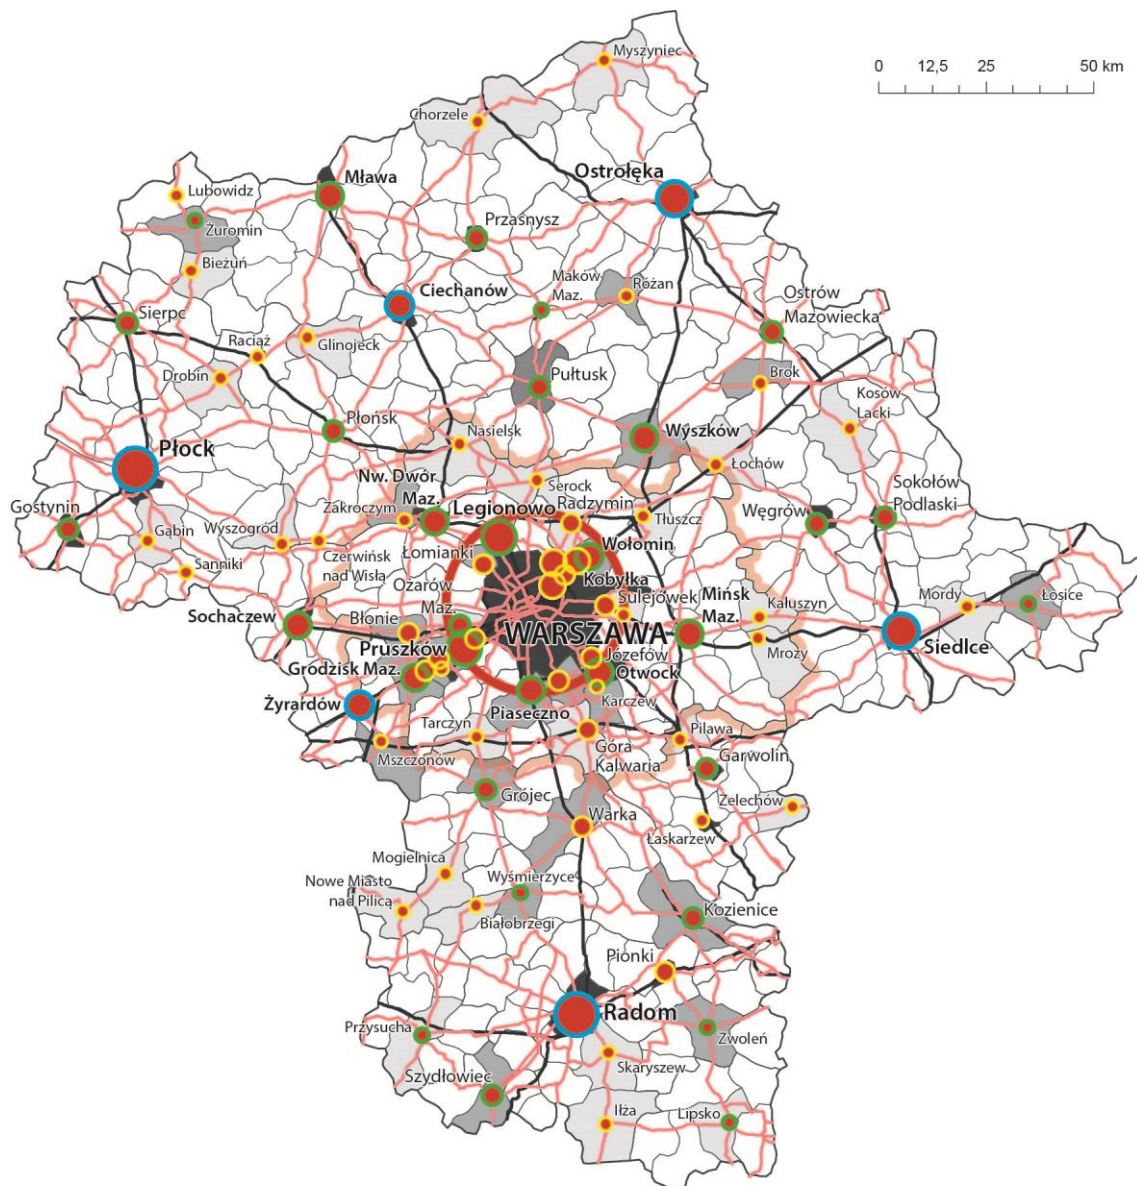 Myszyniec
0 12,5 25 50 km
Chorzele
Ostrołęka
Mława
Lubowidz
Przasnysz
Żuromin
Bieżuń
Maków
Maz.
Różan
Ciechanów
Ostrów
Mazowiecka
Sierpc
Raciąż
Glinojeck
Drobin
Pułtusk
Brok
Kosów
Lacki
Płońsk
Nasielsk
Wyszków
Płock
Łochów
Nw. Dwór
Maz.
Serock
Sokołów
Podlaski
Gostynin
Zakroczym
Legionowo
Radzymin
Tłuszcz
Węgrów
Gąbin
Wyszogród
Czerwińsk
nad Wisłą
Łomianki
Wołomin
Sanniki
Ożarów
Maz.
Kobyłka
Sulejówek
Mińsk
Maz.
Kałuszyn
Mordy
Łosice
Sochaczew
Błonie
WARSZAWA
Siedlce
Pruszków
Józefów
Mrozy
Grodzisk Maz.
Otwock
Karczew
Żyrardów
Piaseczno
Tarczyn
Pilawa
Mszczonów
Góra
Kalwaria
Garwolin
Grójec
Żelechów
Warka
Łaskarzew
Mogielnica
Nowe Miasto
nad Pilicą
Wyśmierzyce
Białobrzegi
Kozienice
Pionki
Radom
Przysucha
Zwoleń
Skaryszew
Szydłowiec
Iłża
Lipsko